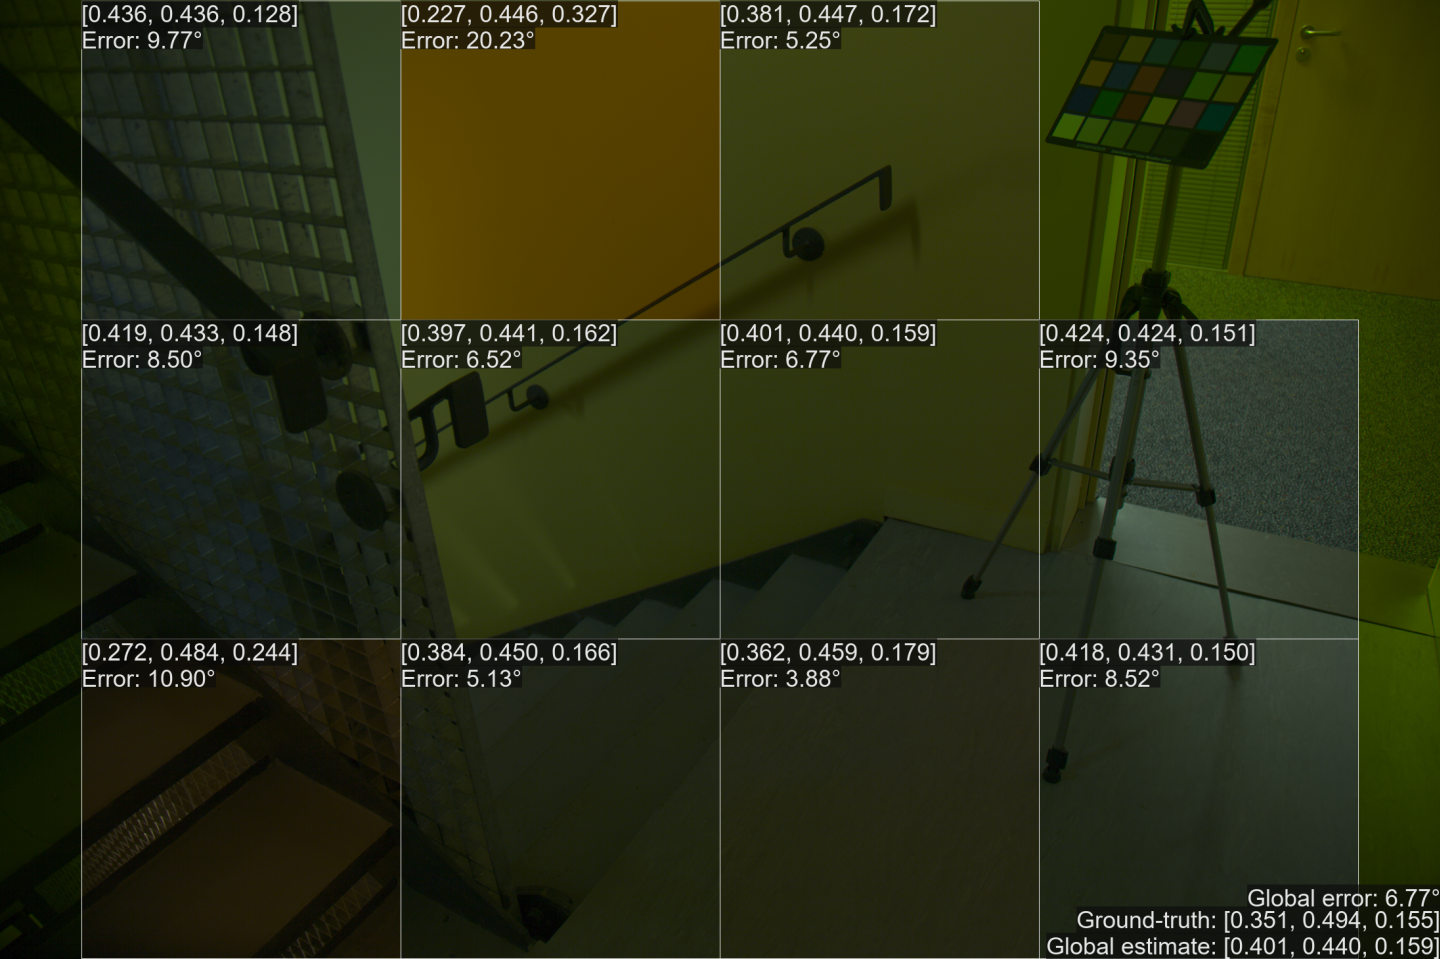 [0.436, 0.436, 0.128]
Error: 9.77°
[0.227, 0.446, 0.327]
Error: 20.23°
[0.381, 0.447, 0.172]
Error: 5.25°
[0.419, 0.433, 0.148]
Error: 8.50°
[0.397, 0.441, 0.162]
Error: 6.52°
[0.401, 0.440, 0.159]
Error: 6.77°
[0.424, 0.424, 0.151]
Error: 9.35°
[0.272, 0.484, 0.244]
Error: 10.90°
[0.384, 0.450, 0.166]
Error: 5.13°
[0.362, 0.459, 0.179]
Error: 3.88°
[0.418, 0.431, 0.150]
Error: 8.52°
Global error: 6.77°
Ground-truth: [0.351, 0.494, 0.155]
Global estimate: [0.401, 0.440, 0.159]